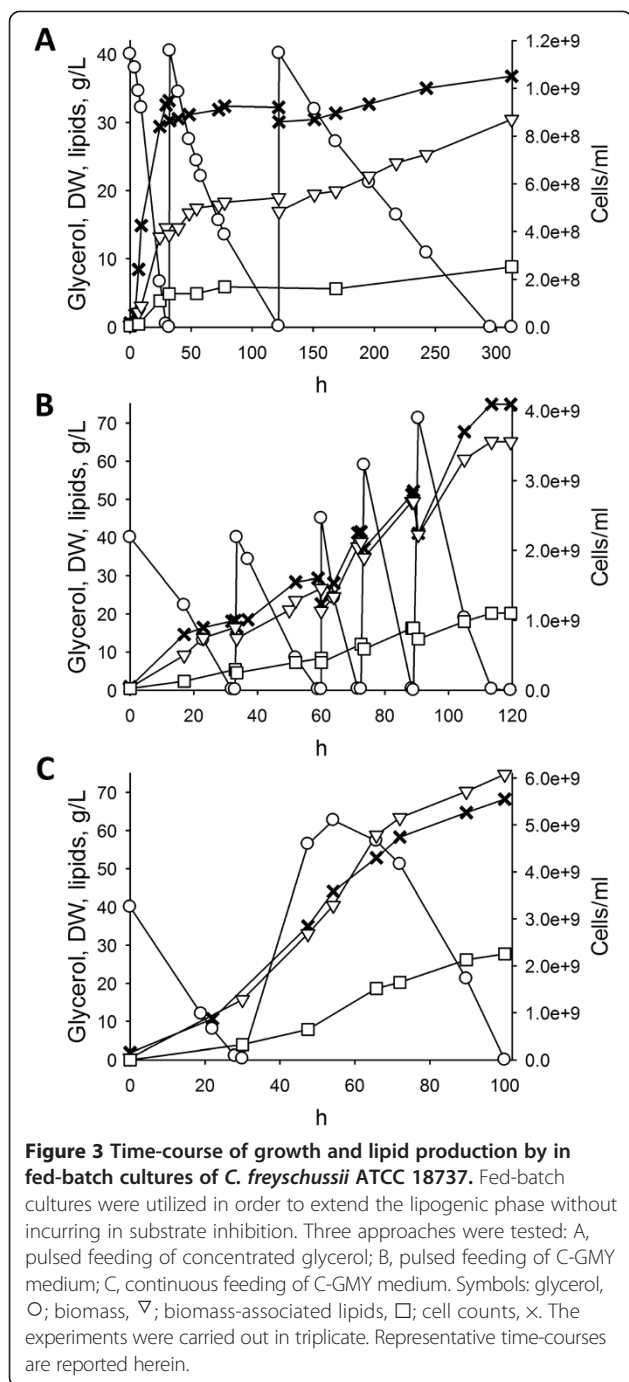 A
Glycerol, DW, lipids, g/L
40
30
20
10
0
1.2e+9
1.0e+9
8.0e+8
6.0e+8
4.0e+8
2.0e+8
0.0
Cells/ml
0 50 100 150 200 250 300
h
B
Glycerol, DW, lipids, g/L
70
60
50
40
30
20
10
0
4.0e+9
3.0e+9
2.0e+9
1.0e+9
0.0
Cells/ml
0 20 40 60 80 100 120
h
C
Glycerol, DW, lipids, g/L
70
60
50
40
30
20
10
0
6.0e+9
5.0e+9
4.0e+9
3.0e+9
2.0e+9
1.0e+9
0.0
Cells/ml
0 20 40 60 80 100
h
Figure 3 Time-course of growth and lipid production by in
fed-batch cultures of C. freyschussii ATCC 18737. Fed-batch
cultures were utilized in order to extend the lipogenic phase without
incurring in substrate inhibition. Three approaches were tested: A,
pulsed feeding of concentrated glycerol; B, pulsed feeding of C-GMY
medium; C, continuous feeding of C-GMY medium. Symbols: glycerol,
○; biomass, ▽; biomass-associated lipids, □; cell counts, ×. The
experiments were carried out in triplicate. Representative time-courses
are reported herein.